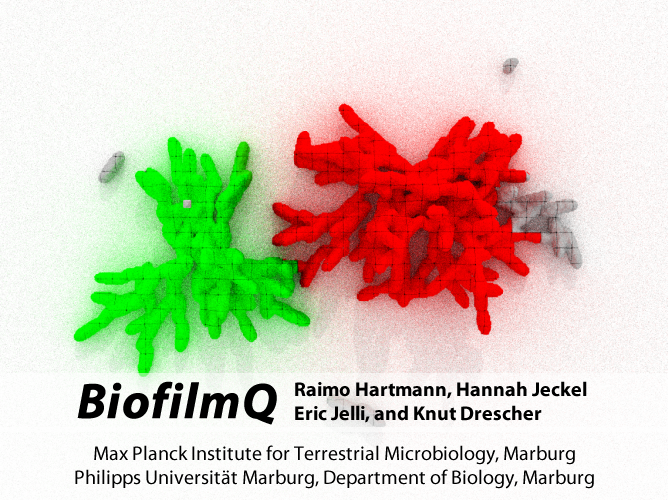 BiofilmQ
Raimo Hartmann, Hannah Jeckel
Eric Jelli, and Knut Drescher
Max Planck Institute for Terrestrial Microbiology, Marburg
Philipps Universität Marburg, Department of Biology, Marburg